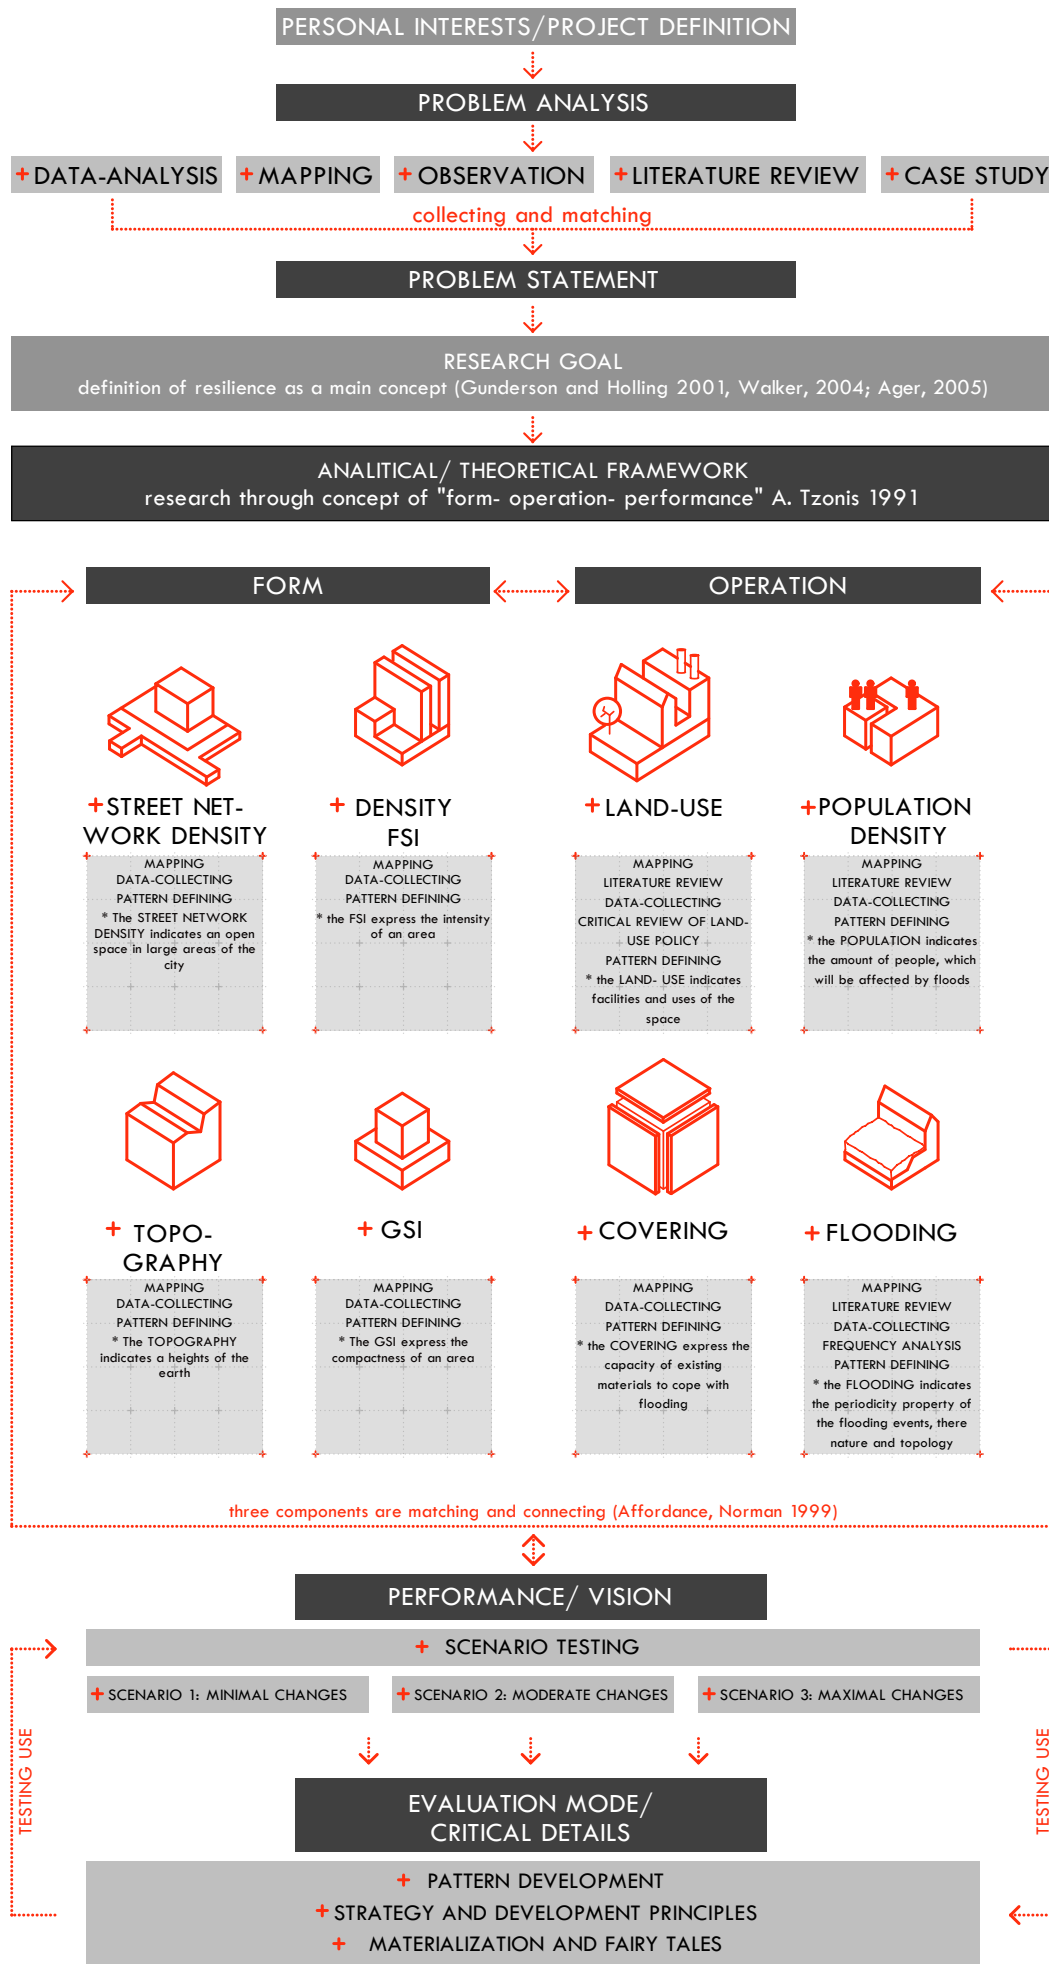 PERSONAL INTERESTS/PROJECT DEFINITION
PROBLEM ANALYSIS
+ DATA-ANALYSIS + MAPPING + OBSERVATION + LITERATURE REVIEW + CASE STUDY
collecting and matching
PROBLEM STATEMENT
RESEARCH GOAL
definition of resilience as a main concept (Gunderson and Holling 2001, Walker, 2004; Ager, 2005)
ANALITICAL/ THEORETICAL FRAMEWORK
research through concept of "form- operation- performance" A. Tzonis 1991
FORM
OPERATION
+ STREET NET-
WORK DENSITY
MAPPING
DATA-COLLECTING
PATTERN DEFINING
* The STREET NETWORK
DENSITY indicates an open
space in large areas of the
city
+ DENSITY
FSI
MAPPING
DATA-COLLECTING
PATTERN DEFINING
* the FSI express the intensity
of an area
+ LAND-USE
MAPPING
LITERATURE REVIEW
DATA-COLLECTING
CRITICAL REVIEW OF LAND-
USE POLICY
PATTERN DEFINING
* the LAND- USE indicates
facilities and uses of the
space
+ POPULATION
DENSITY
MAPPING
LITERATURE REVIEW
DATA-COLLECTING
PATTERN DEFINING
* the POPULATION indicates
the amount of people, which
will be affected by floods
+ TOPO-
GRAPHY
MAPPING
DATA-COLLECTING
PATTERN DEFINING
* The TOPOGRAPHY
indicates a heights of the
earth
+ GSI
MAPPING
DATA-COLLECTING
PATTERN DEFINING
* The GSI express the
compactness of an area
+ COVERING
MAPPING
DATA-COLLECTING
PATTERN DEFINING
* the COVERING express the
capacity of existing
materials to cope with
flooding
+ FLOODING
MAPPING
LITERATURE REVIEW
DATA-COLLECTING
FREQUENCY ANALYSIS
PATTERN DEFINING
* the FLOODING indicates
the periodicity property of
the flooding events, there
nature and topology
three components are matching and connecting (Affordance, Norman 1999)
PERFORMANCE/ VISION
+ SCENARIO TESTING
+ SCENARIO 1: MINIMAL CHANGES + SCENARIO 2: MODERATE CHANGES + SCENARIO 3: MAXIMAL CHANGES
TESTING USE
TESTING USE
EVALUATION MODE/
CRITICAL DETAILS
+ PATTERN DEVELOPMENT
+ STRATEGY AND DEVELOPMENT PRINCIPLES
+ MATERIALIZATION AND FAIRY TALES